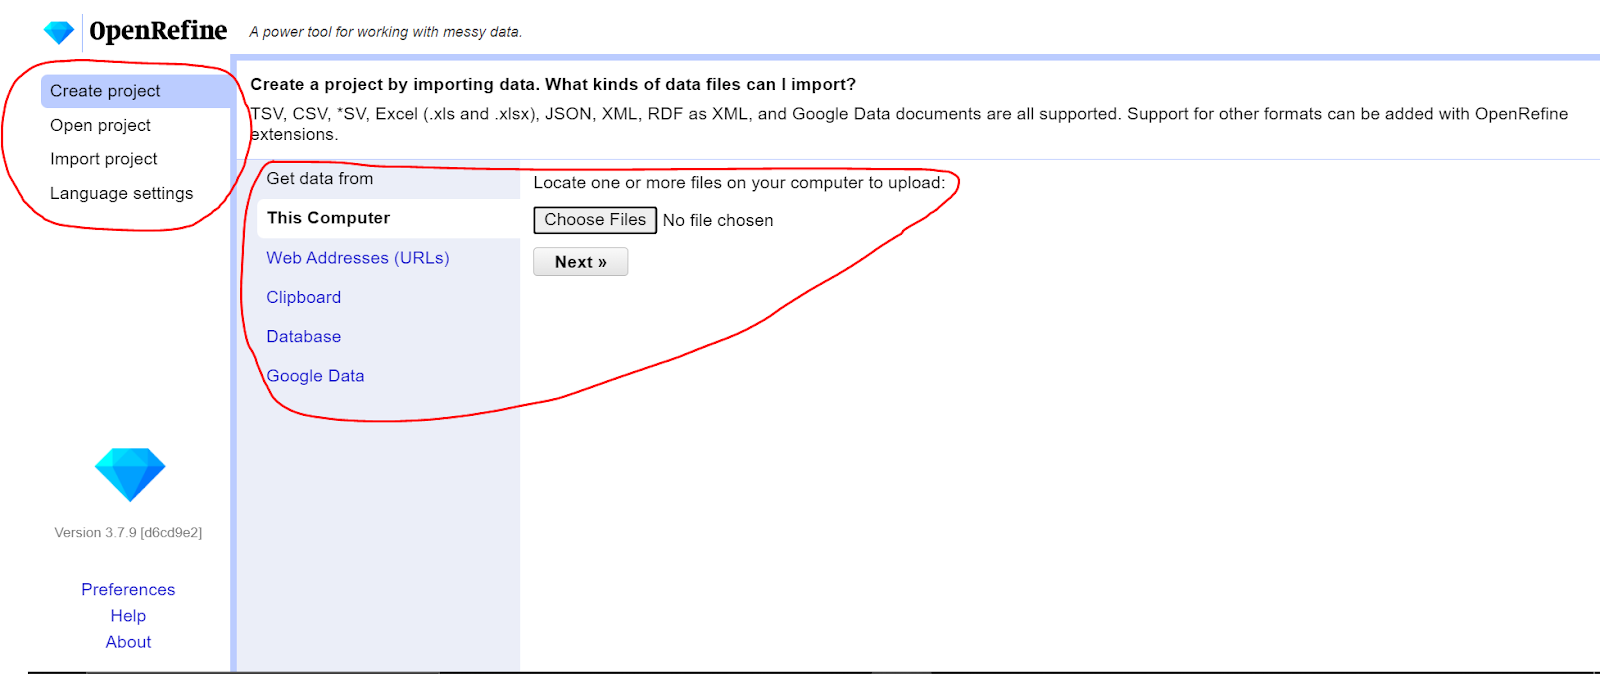 OpenRefine A power tool for working with messy data.
Create project
Open project
Import project
Language settings
Create a project by importing data. What kinds of data files can I import?
TSV, CSV, *SV, Excel (.xls and .xlsx), JSON, XML, RDF as XML, and Google Data documents are all supported. Support for other formats can be added with OpenRefine
extensions.
Get data from
This Computer
Web Addresses (URLs)
Clipboard
Database
Google Data
Locate one or more files on your computer to upload:
Choose Files No file chosen
Next »
Version 3.7.9 [d6cd9e2]
Preferences
Help
About